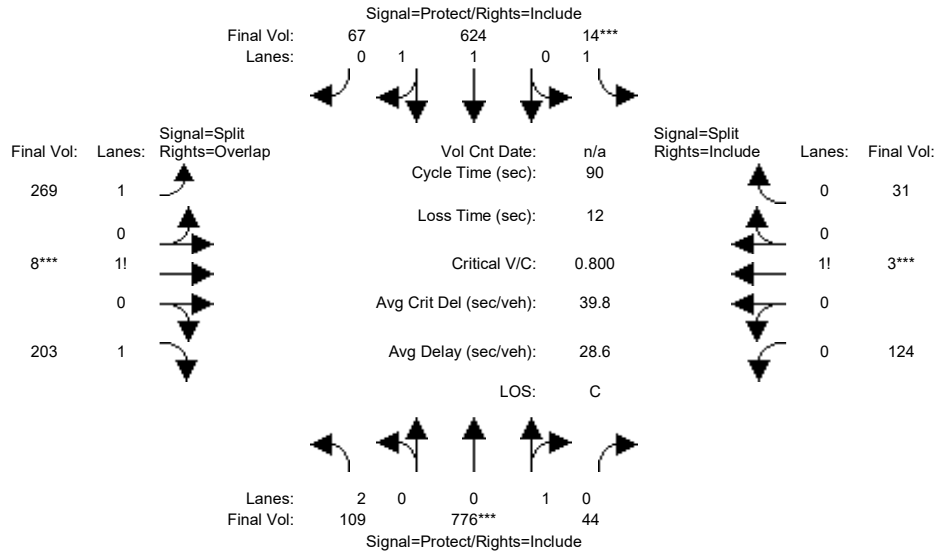 Signal=Protect/Rights=Include
Final Vol: 67 624 14***
Lanes: 0 1 1 0 1
Signal=Split
Final Vol: Lanes: Rights=Overlap
Vol Cnt Date: n/a
Signal=Split
Rights=Include Lanes: Final Vol:
Cycle Time (sec): 90
269 1
0 31
Loss Time (sec): 12
0
0
8*** 1!
Critical V/C: 0.800
1! 3***
0
Avg Crit Del (sec/veh): 39.8
0
203 1
Avg Delay (sec/veh): 28.6
0 124
LOS: C
Lanes: 2 0 0 1 0
Final Vol: 109 776*** 44
Signal=Protect/Rights=Include